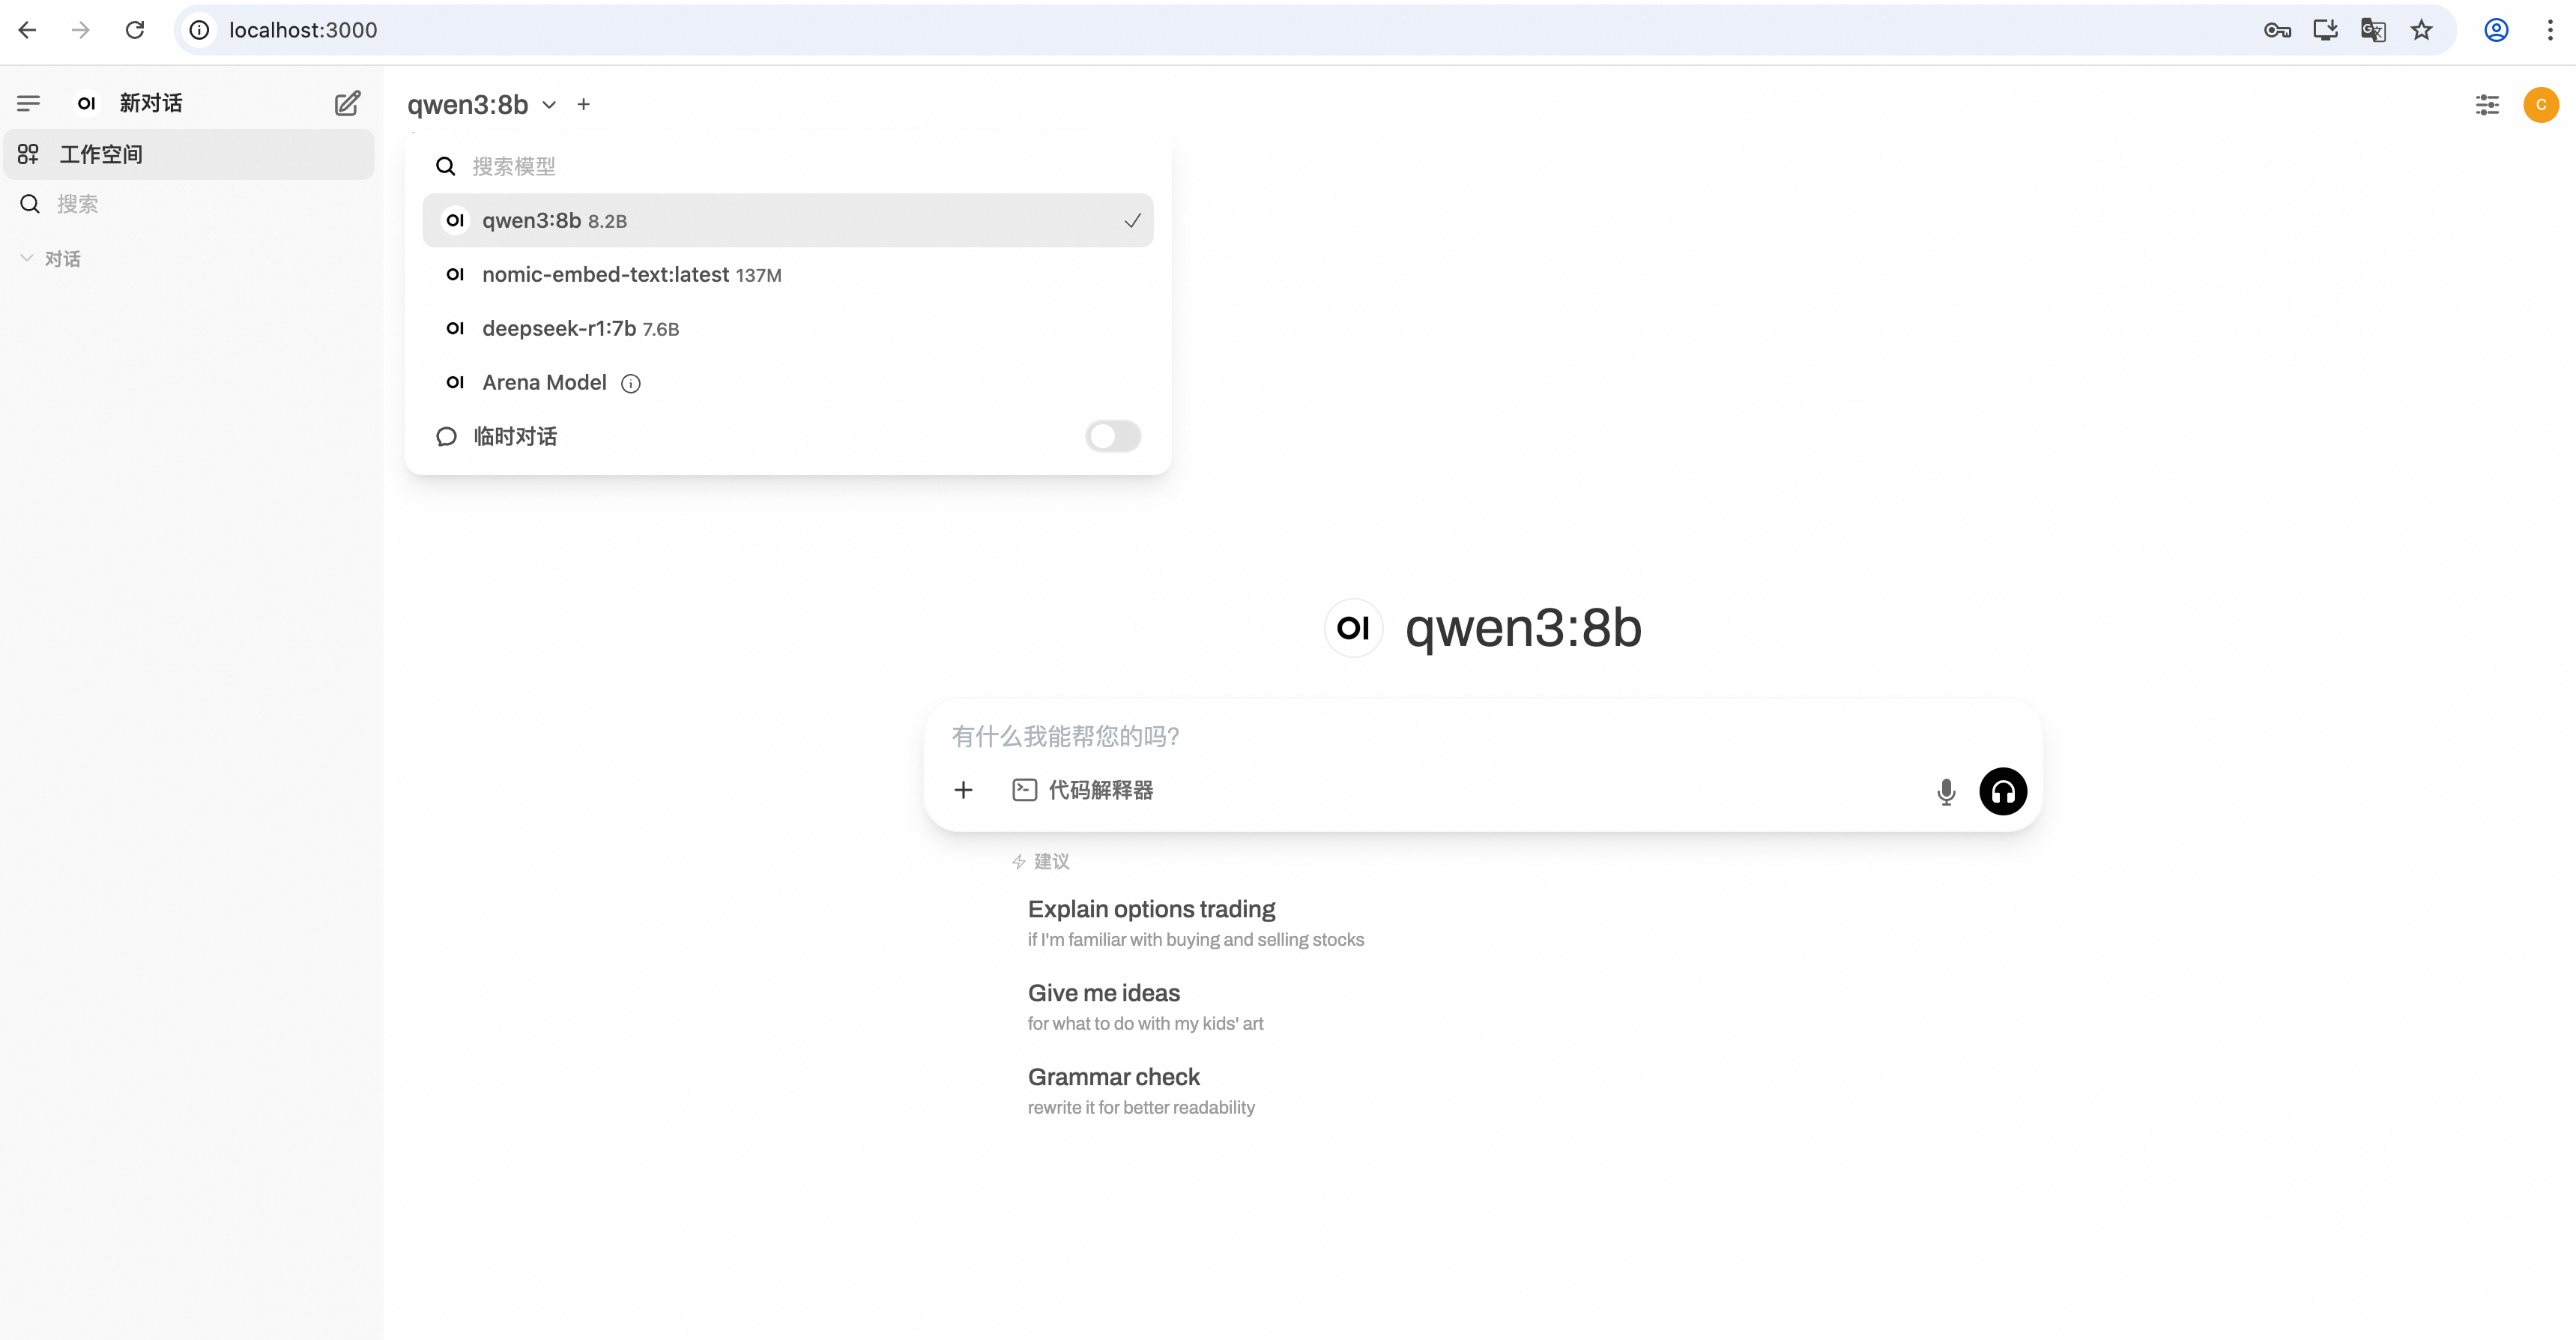 localhost:3000
OI 新对话
工作空间
搜索
对话
qwen3:8b
搜索模型
OI qwen3:8b 8.2B
OI nomic-embed-text:latest 137M
OI deepseek-r1:7b 7.6B
OI Arena Model
临时对话
C
OI qwen3:8b
有什么我能帮您的吗?
代码解释器
建议
Explain options trading
if I'm familiar with buying and selling stocks
Give me ideas
for what to do with my kids' art
Grammar check
rewrite it for better readability